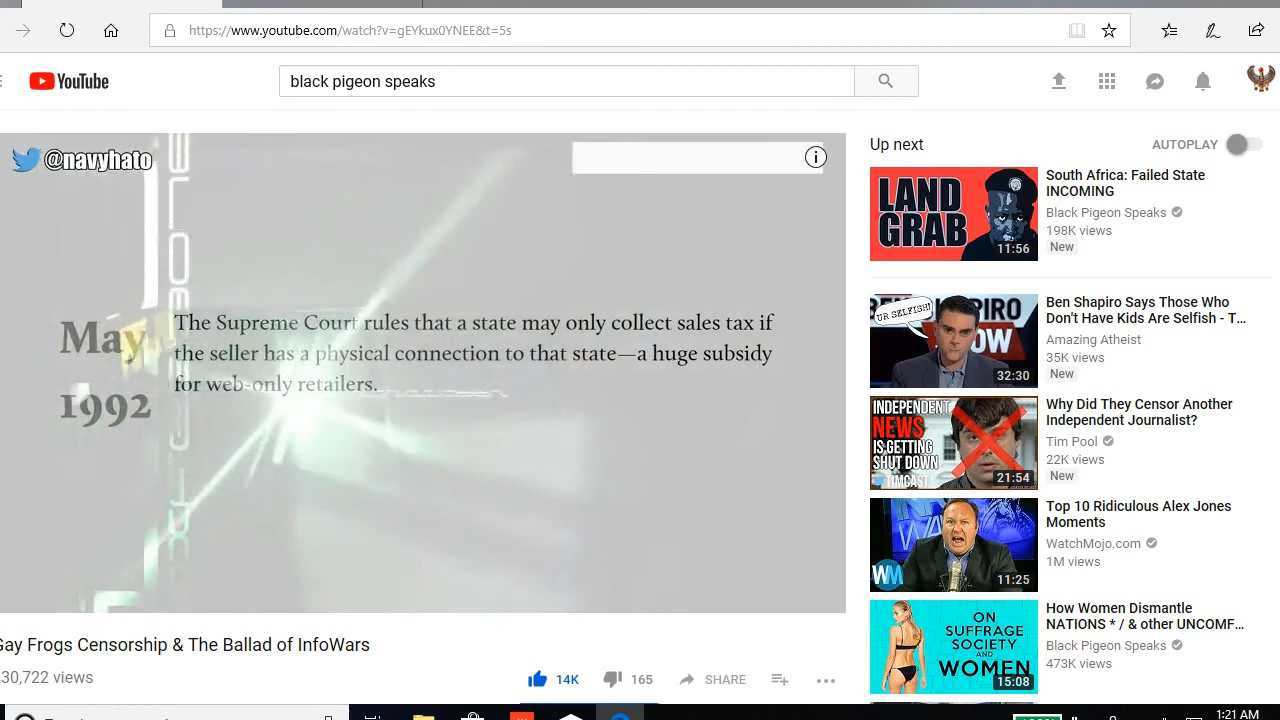 https://www.youtube.com/watch?v=gEYkux0YNEE&t=5s
YouTube
black pigeon speaks
@navyhato
May
1992
The Supreme Court rules that a state may only collect sales tax if
the seller has a physical connection to that state—a huge subsidy
for web-only retailers.
Gay Frogs Censorship & The Ballad of InfoWars
30,722 views
14K
165
SHARE
Up next
AUTOPLAY
LAND
GRAB
11:56
South Africa: Failed State
INCOMING
Black Pigeon Speaks
198K views
New
UR SELFISH!
32:30
Ben Shapiro Says Those Who
Don't Have Kids Are Selfish - T...
Amazing Atheist
35K views
New
INDEPENDENT
NEWS
IS GETTING
SHUT DOWN
TIMCAST
21:54
Why Did They Censor Another
Independent Journalist?
Tim Pool
22K views
New
WM
11:25
Top 10 Ridiculous Alex Jones
Moments
WatchMojo.com
1M views
ON
SUFFRAGE
SOCIETY
AND
WOMEN
15:08
How Women Dismantle
NATIONS * / & other UNCOMF...
Black Pigeon Speaks
473K views
1:21 AM